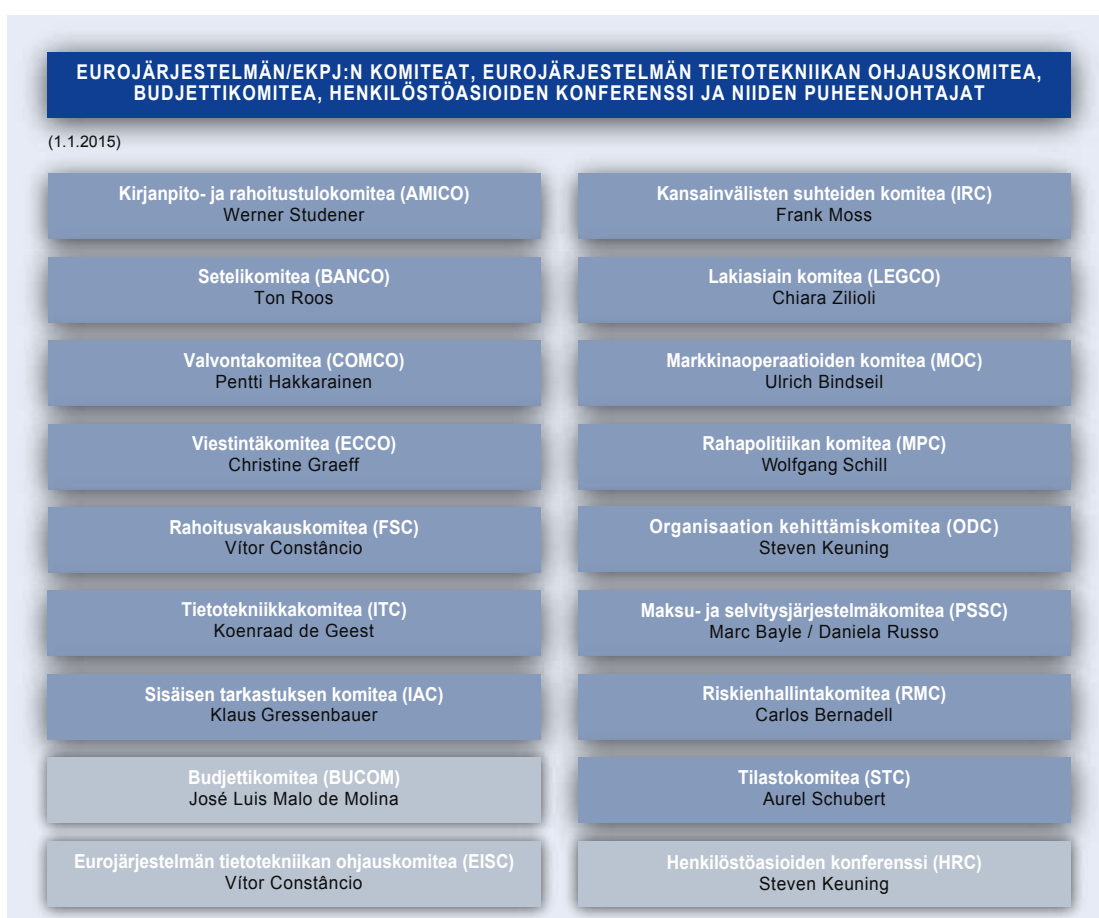 EUROJÄRJESTELMÄN/EKPJ:N KOMITEAT, EUROJÄRJESTELMÄN TIETOTEKNIIKAN OHJAUSKOMITEA,
BUDJETTIKOMITEA, HENKILÖSTÖASIOIDEN KONFERENSSI JA NIIDEN PUHEENJOHTAJAT
(1.1.2015)
Kirjanpito- ja rahoitustulokomitea (AMICO)
Werner Studener
Setelikomitea (BANCO)
Ton Roos
Valvontakomitea (COMCO)
Pentti Hakkarainen
Viestintäkomitea (ECCO)
Christine Graeff
Rahoitusvakauskomitea (FSC)
Vítor Constâncio
Tietotekniikkakomitea (ITC)
Koenraad de Geest
Sisäisen tarkastuksen komitea (IAC)
Klaus Gressenbauer
Budjettikomitea (BUCOM)
José Luis Malo de Molina
Eurojärjestelmän tietotekniikan ohjauskomitea (EISC)
Vítor Constâncio
Kansainvälisten suhteiden komitea (IRC)
Frank Moss
Lakiasiain komitea (LEGCO)
Chiara Zilioli
Markkinaoperaatioiden komitea (MOC)
Ulrich Bindseil
Rahapolitiikan komitea (MPC)
Wolfgang Schill
Organisaation kehittämiskomitea (ODC)
Steven Keuning
Maksu- ja selvitysjärjestelmäkomitea (PSSC)
Marc Bayle / Daniela Russo
Riskienhallintakomitea (RMC)
Carlos Bernadell
Tilastokomitea (STC)
Aurel Schubert
Henkilöstöasioiden konferenssi (HRC)
Steven Keuning